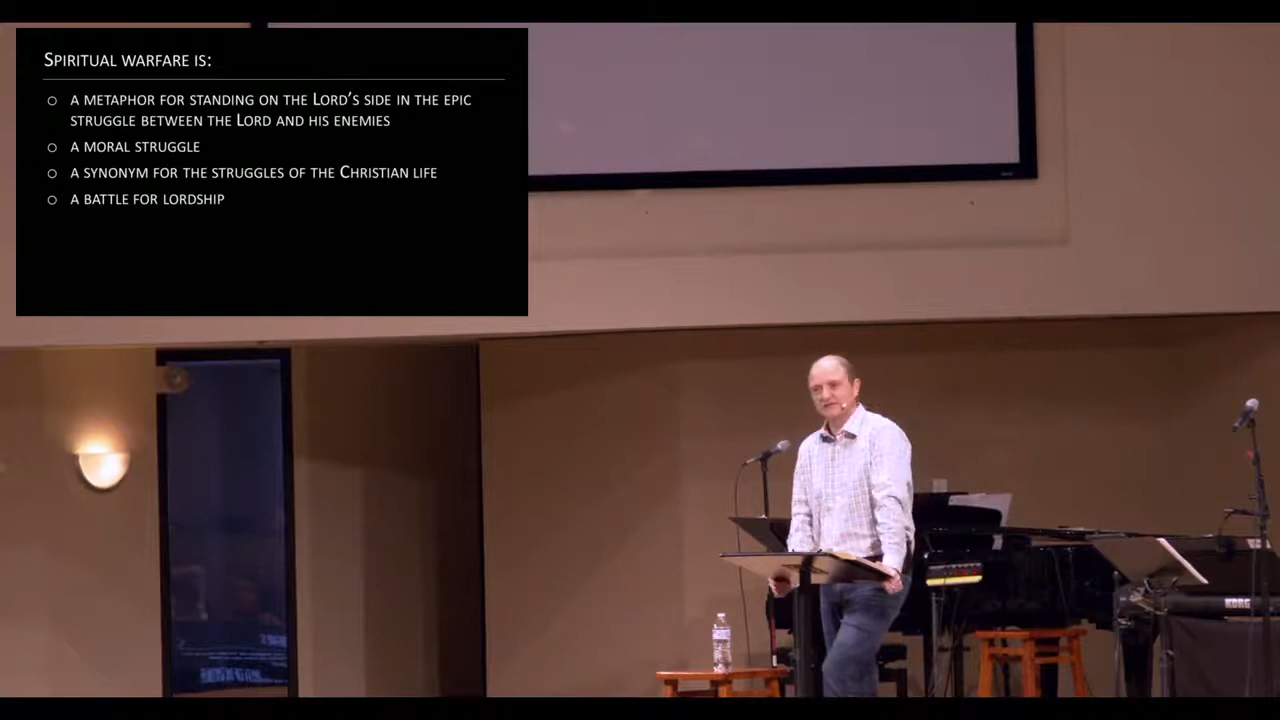 SPIRITUAL WARFARE IS:
○ A METAPHOR FOR STANDING ON THE LORD'S SIDE IN THE EPIC
STRUGGLE BETWEEN THE LORD AND HIS ENEMIES
○ A MORAL STRUGGLE
○ A SYNONYM FOR THE STRUGGLES OF THE CHRISTIAN LIFE
○ A BATTLE FOR LORDSHIP
KORG